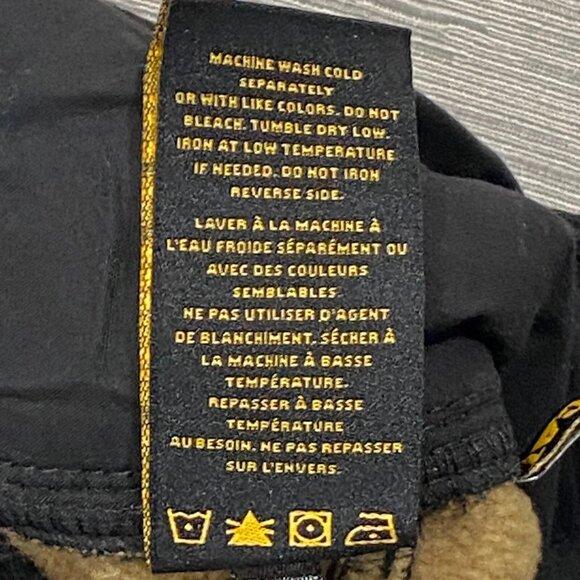 MACHINE WASH COLD
SEPARATELY
OR WITH LIKE COLORS. DO NOT
BLEACH. TUMBLE DRY LOW.
IRON AT LOW TEMPERATURE
IF NEEDED. DO NOT IRON
REVERSE SIDE.
LAVER À LA MACHINE À
L'EAU FROIDE SÉPARÉMENT OU
AVEC DES COULEURS
SEMBLABLES.
NE PAS UTILISER D'AGENT
DE BLANCHIMENT. SÉCHER À
LA MACHINE À BASSE
TEMPÉRATURE.
REPASSER À BASSE
TEMPÉRATURE
AU BESOIN. NE PAS REPASSER
SUR L'ENVERS.